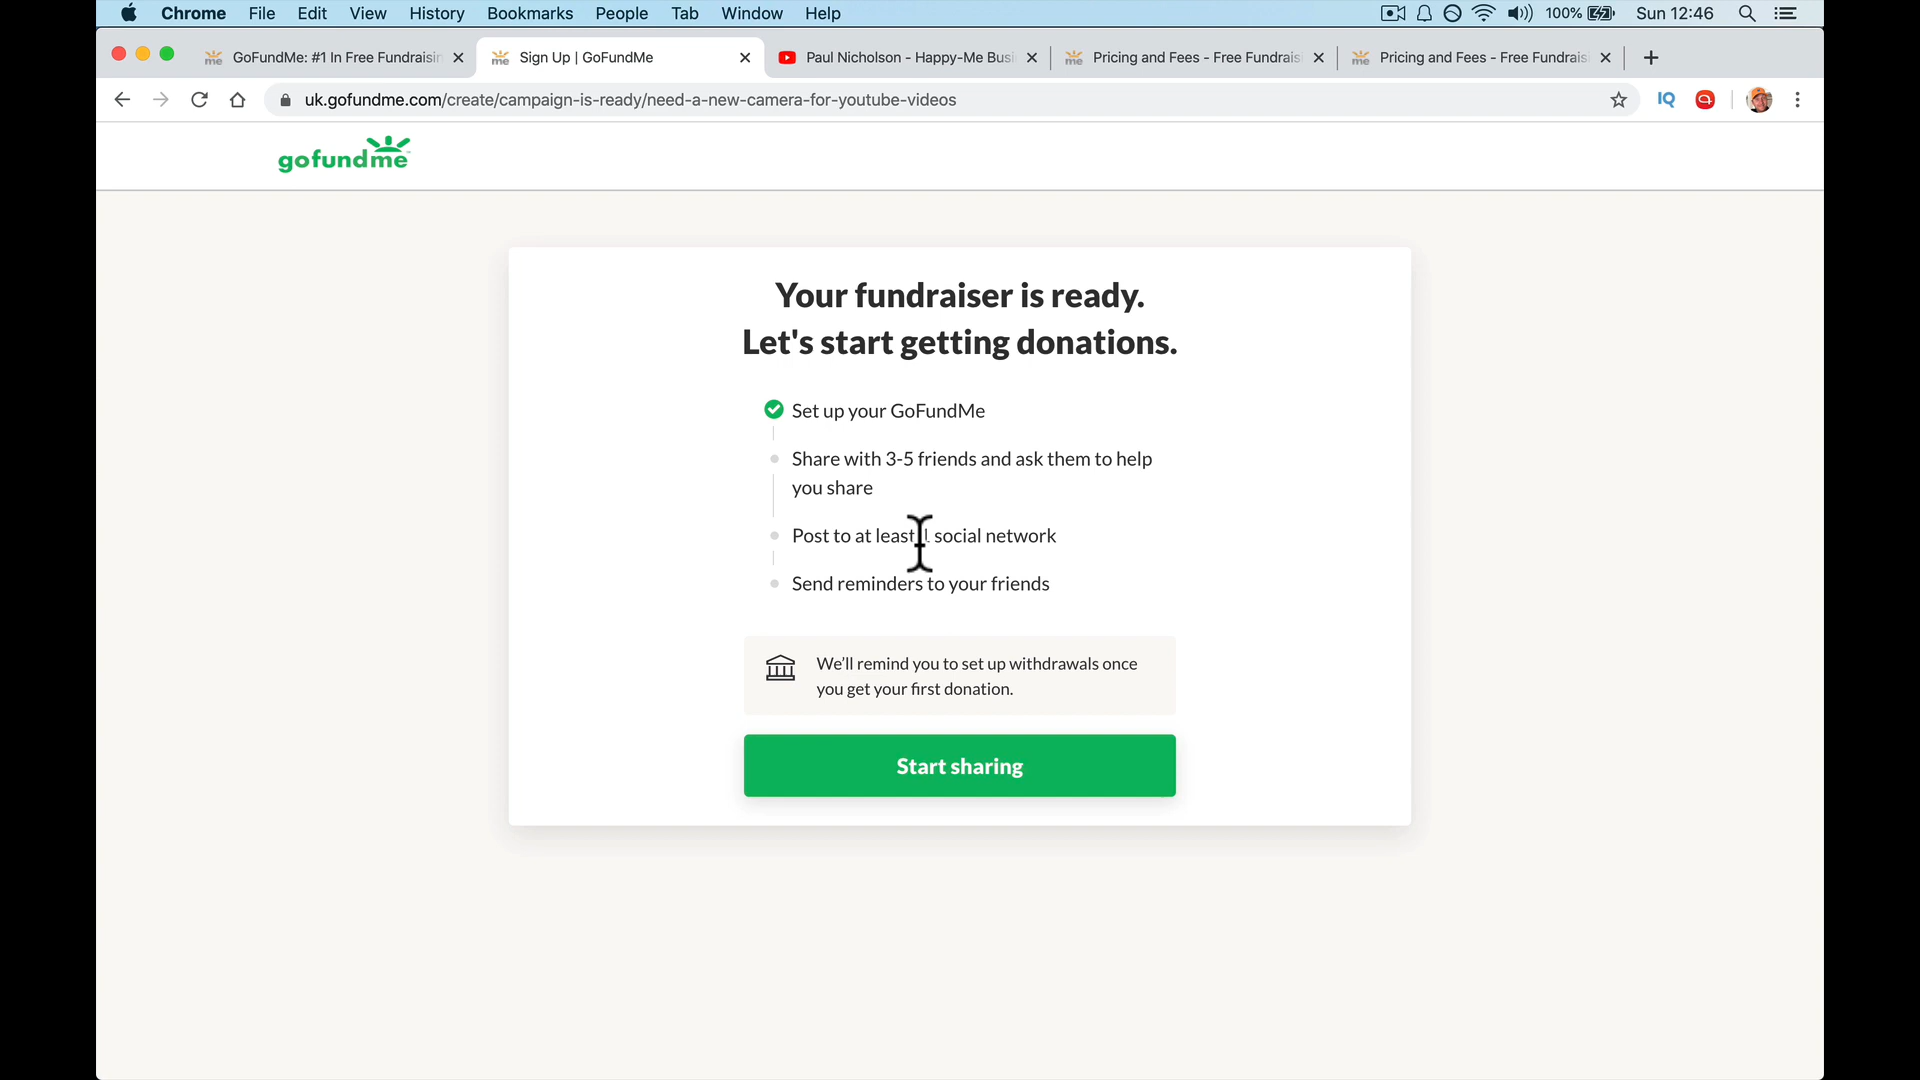 Chrome File Edit View History Bookmarks People Tab Window Help 100% Sun 12:46
GoFundMe: #1 In Free Fundraisin Sign Up | GoFundMe Paul Nicholson - Happy-Me Busi Pricing and Fees - Free Fundrais Pricing and Fees - Free Fundrais
uk.gofundme.com/create/campaign-is-ready/need-a-new-camera-for-youtube-videos IQ
gofundme
Your fundraiser is ready.
Let's start getting donations.
Set up your GoFundMe
Share with 3-5 friends and ask them to help
you share
Post to at least 1 social network
Send reminders to your friends
We'll remind you to set up withdrawals once
you get your first donation.
Start sharing